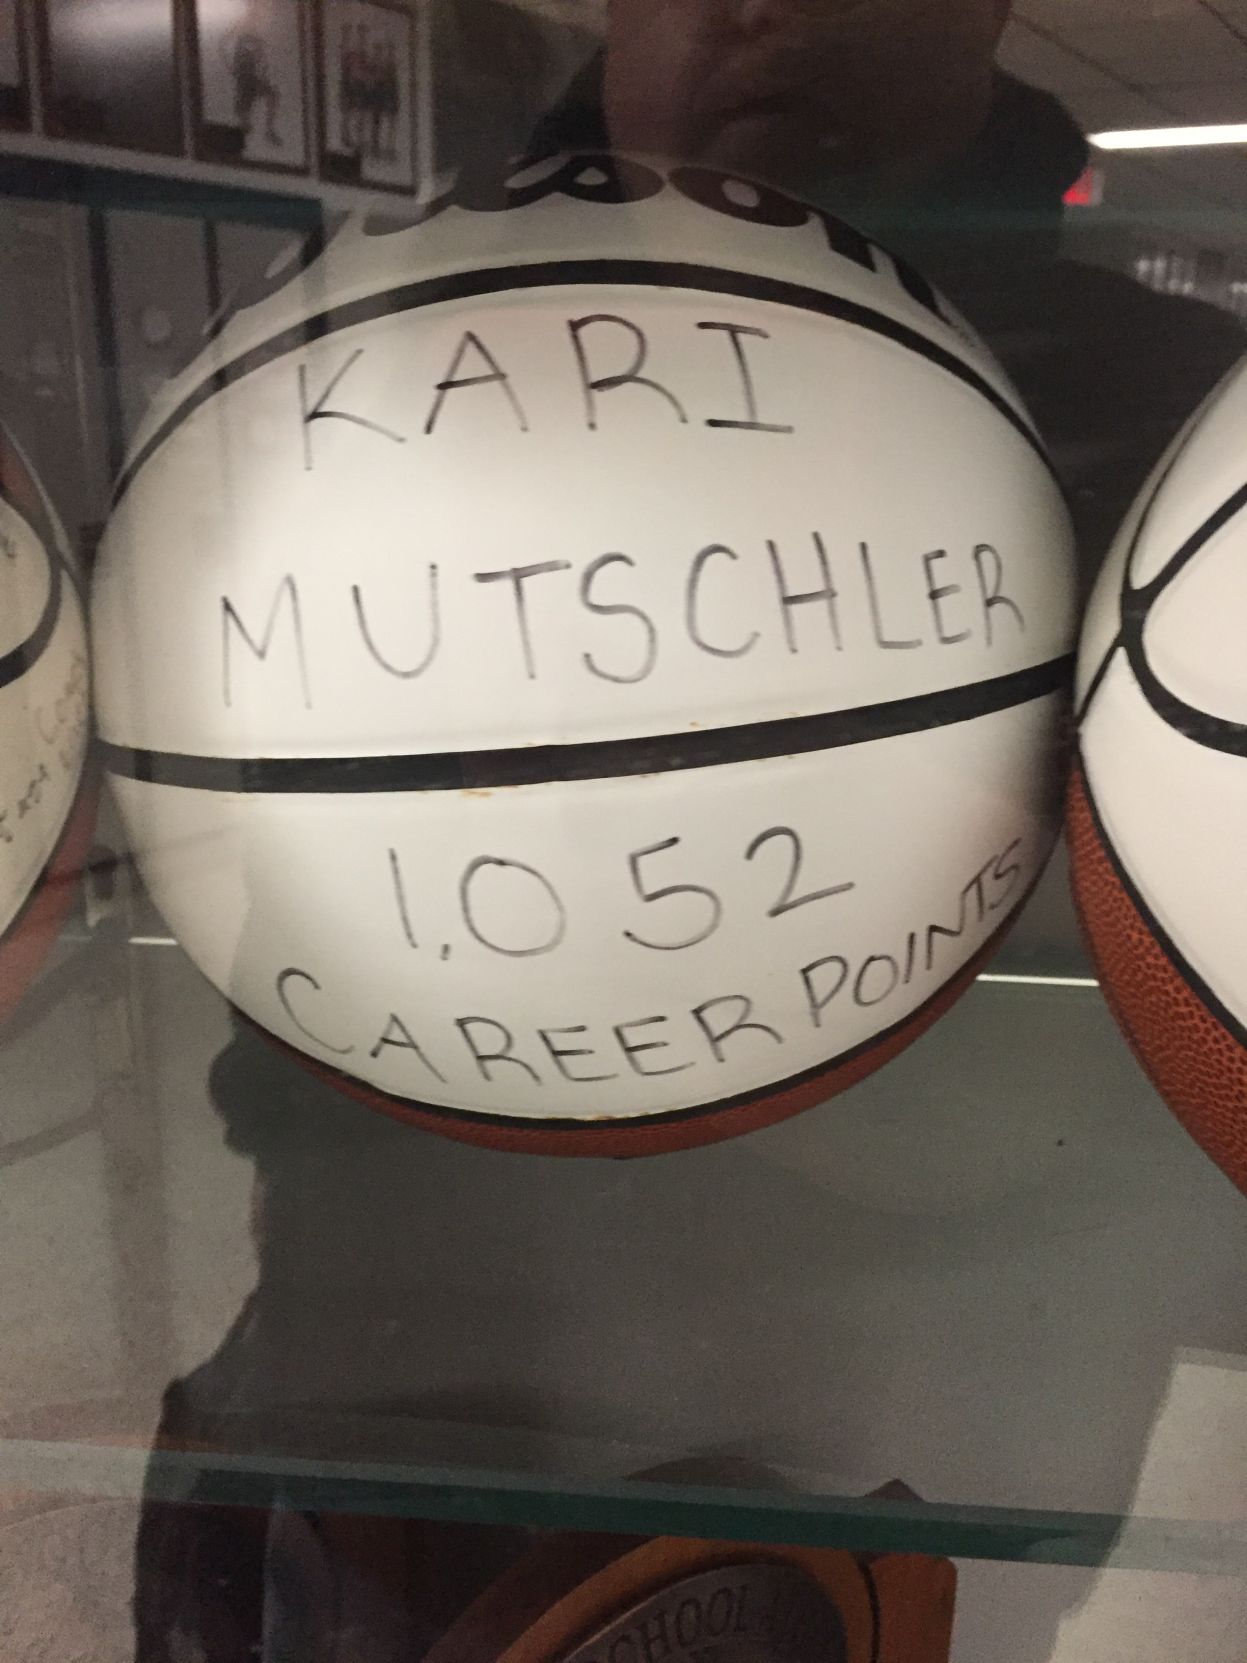 KARI
MUTSCHLER
1,052
CAREER POINTS